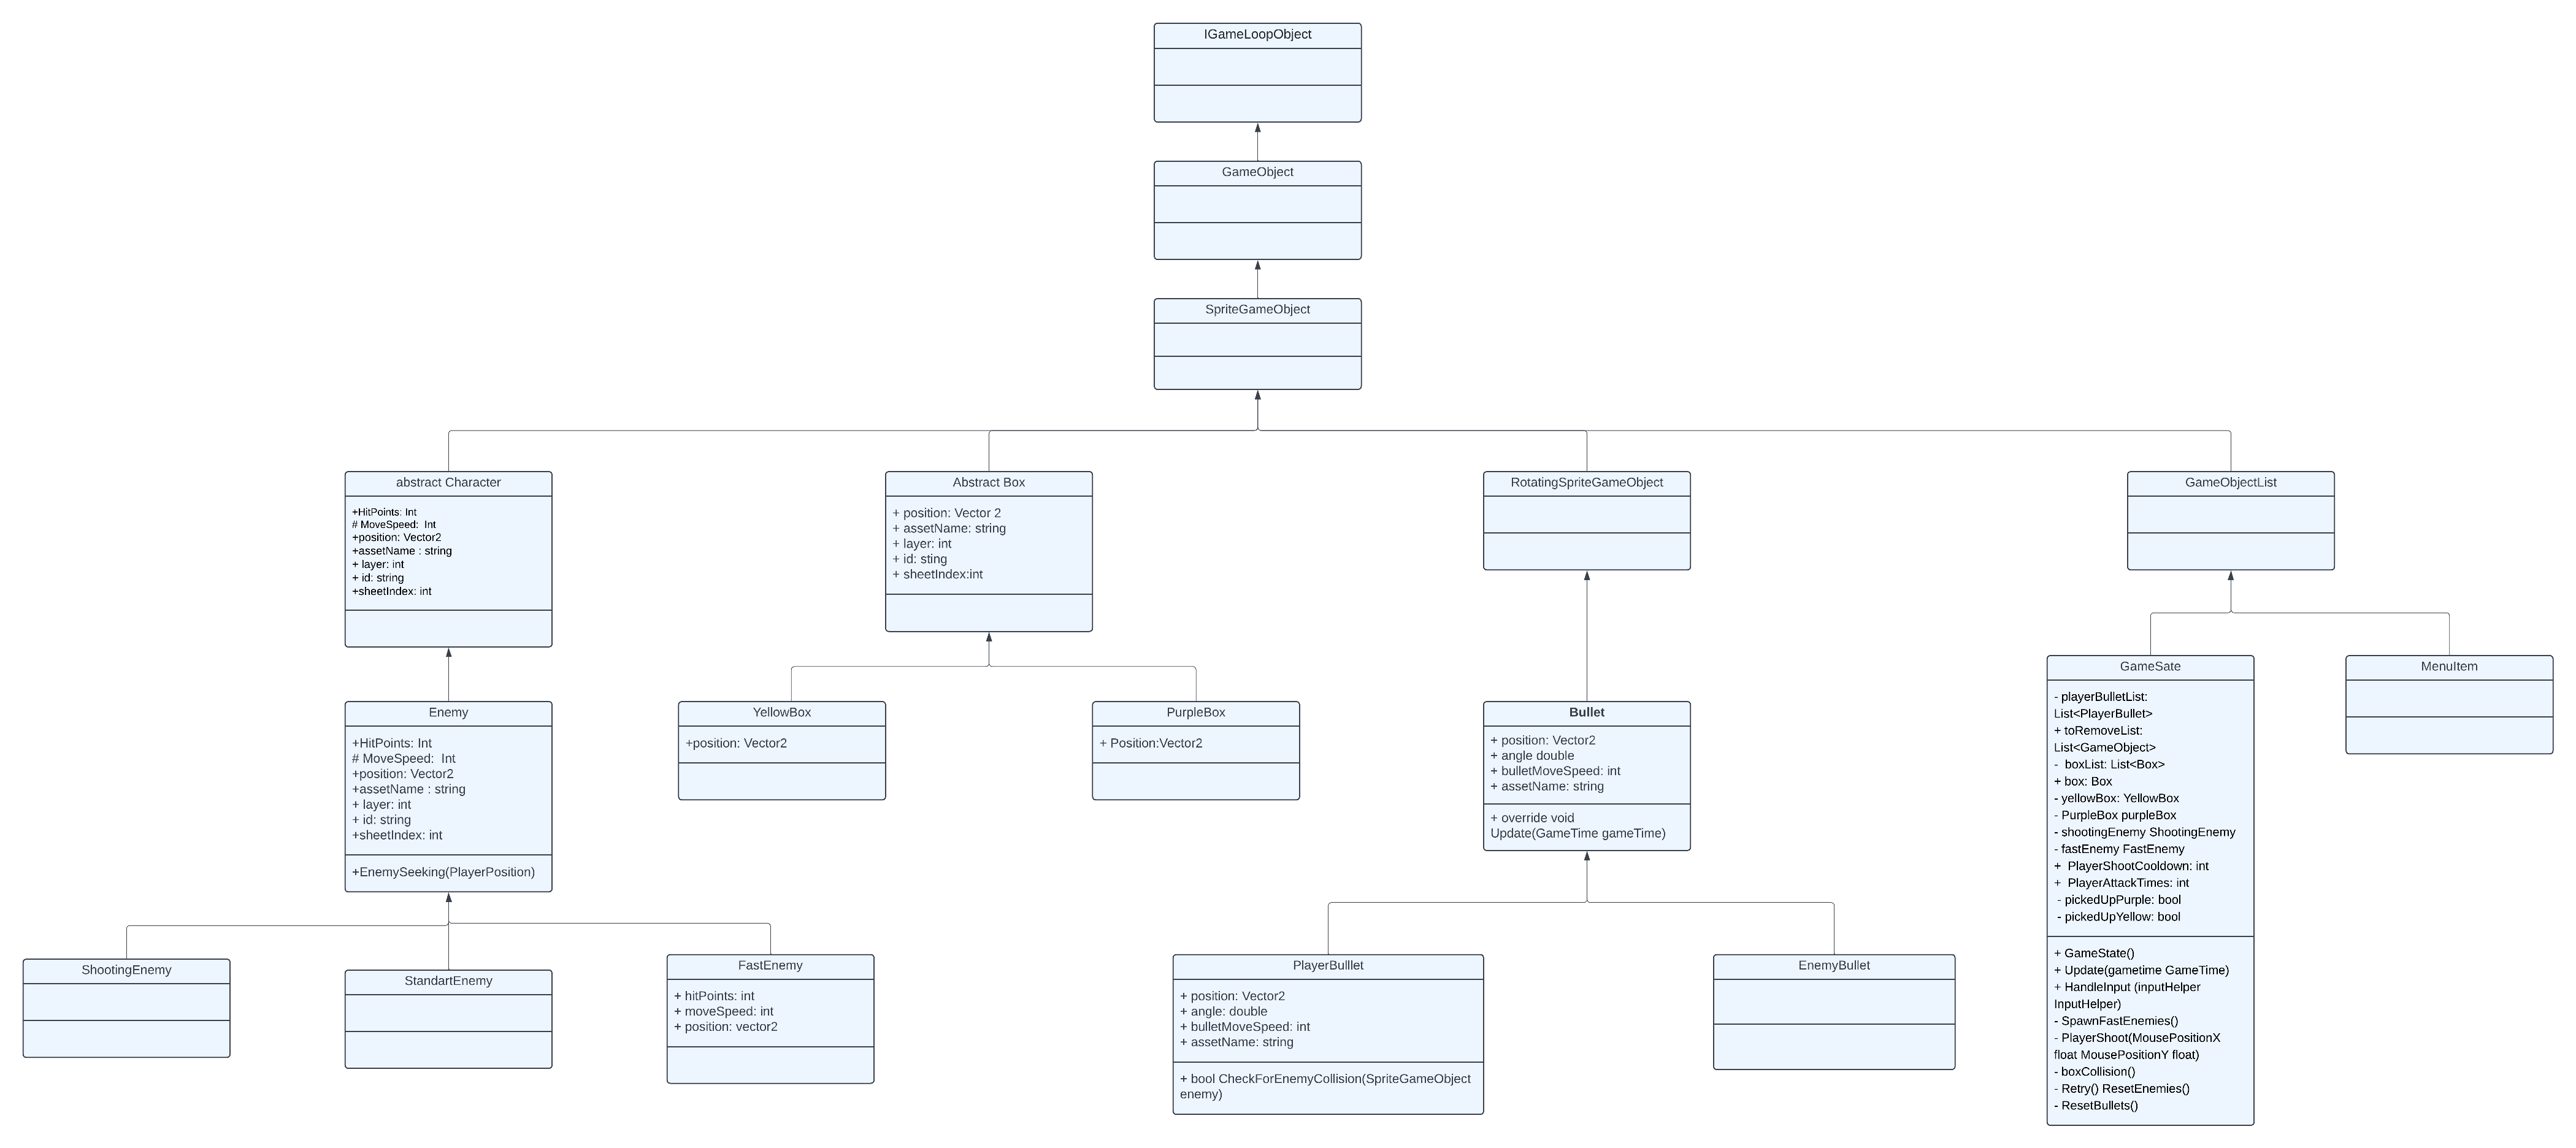 IGameLoopObject
GameObject
SpriteGameObject
abstract Character
+HitPoints: Int
# MoveSpeed:  Int
+position: Vector2
+assetName : string
+ layer: int
+ id: string
+sheetIndex: int
Abstract Box
+ position: Vector 2
+ assetName: string
+ layer: int
+ id: sting
+ sheetIndex:int
RotatingSpriteGameObject
GameObjectList
Enemy
+HitPoints: Int
# MoveSpeed:  Int
+position: Vector2
+assetName : string
+ layer: int
+ id: string
+sheetIndex: int
+EnemySeeking(PlayerPosition)
YellowBox
+position: Vector2
PurpleBox
+ Position:Vector2
Bullet
+ position: Vector2
+ angle double
+ bulletMoveSpeed: int
+ assetName: string
+ override void
Update(GameTime gameTime)
GameSate
- playerBulletList:
List<PlayerBullet>
+ toRemoveList:
List<GameObject>
-  boxList: List<Box>
+ box: Box
- yellowBox: YellowBox
- PurpleBox purpleBox
- shootingEnemy ShootingEnemy
- fastEnemy FastEnemy
+  PlayerShootCooldown: int
+  PlayerAttackTimes: int
- pickedUpPurple: bool
- pickedUpYellow: bool
+ GameState()
+ Update(gametime GameTime)
+ HandleInput (inputHelper
InputHelper)
- SpawnFastEnemies()
- PlayerShoot(MousePositionX
float MousePositionY float)
- boxCollision()
- Retry() ResetEnemies()
- ResetBullets()
MenuItem
ShootingEnemy
StandartEnemy
FastEnemy
+ hitPoints: int
+ moveSpeed: int
+ position: vector2
PlayerBulllet
+ position: Vector2
+ angle: double
+ bulletMoveSpeed: int
+ assetName: string
+ bool CheckForEnemyCollision(SpriteGameObject
enemy)
EnemyBullet